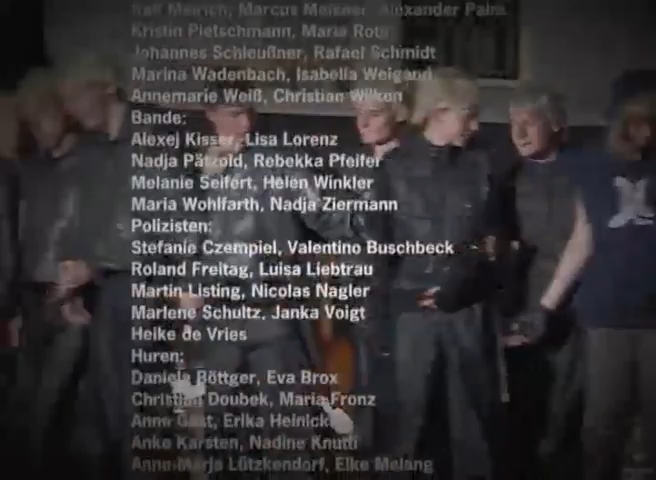 Ralf Meirich, Marcus Meisner, Alexander Pahs
Kristin Pietschmann, Maria Roth
Johannes Schleußner, Rafael Schmidt
Marina Wadenbach, Isabella Weigand
Annemarie Weiß, Christian Wilken
Bande:
Alexej Kisser, Lisa Lorenz
Nadja Pätzold, Rebekka Pfeifer
Melanie Seifert, Helen Winkler
Maria Wohlfarth, Nadja Ziermann
Polizisten:
Stefanie Czempiel, Valentino Buschbeck
Roland Freitag, Luisa Liebtrau
Martin Listing, Nicolas Nagler
Marlene Schultz, Janka Voigt
Heike de Vries
Huren:
Daniela Böttger, Eva Brox
Christian Doubek, Maria Fronz
Anne Gast, Erika Heinicke
Anke Karsten, Nadine Knutti
Anne-Marja Lützkendorf, Elke Melang